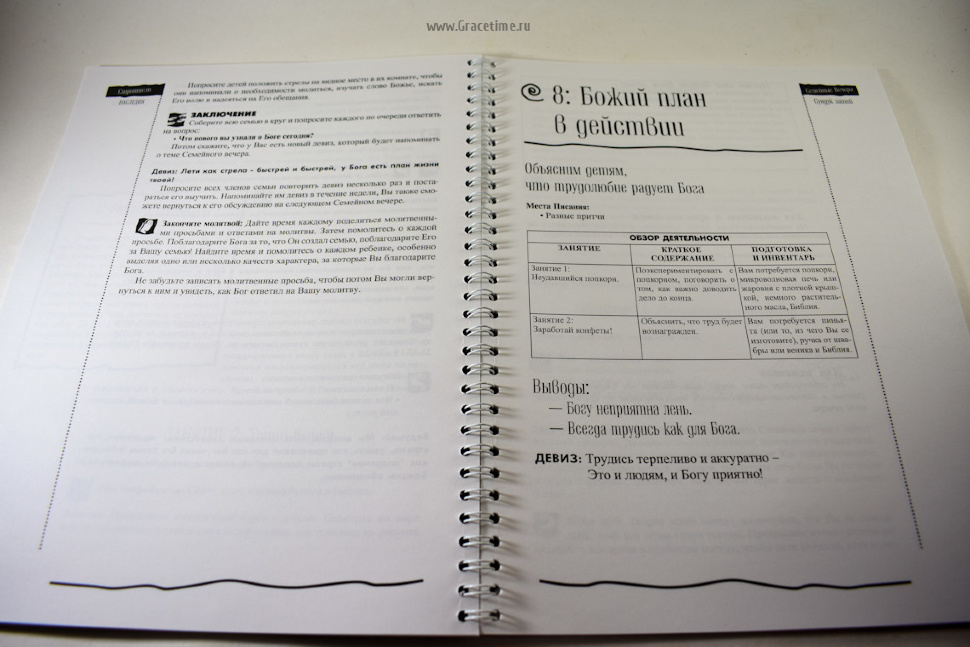 www.Gracetime.ru
НАСЛЕДИЯ
Попросите детей положить стрелы на видное место в их комнате, чтобы
они напоминали о необходимости молиться, изучать слово Божье, искать
Его волю и надеяться на Его обещания.
ЗАКЛЮЧЕНИЕ
Соберите всю семью в круг и попросите каждого по очереди ответить
на вопрос:
• Что нового вы узнали о Боге сегодня?
Потом скажите, что у Вас есть новый девиз, который будет напоминать
о теме Семейного вечера.
Девиз: Лети как стрела - быстрей и быстрей, у Бога есть план жизни
твоей!
Попросите всех членов семьи повторить девиз несколько раз и поста-
раться его выучить. Напоминайте им девиз в течение недели, Вы также смо-
жете вернуться к его обсуждению на следующем Семейном вечере.
Закончите молитвой: Дайте время каждому поделиться молитвенны-
ми просьбами и ответами на молитвы. Затем помолитесь о каждой
просьбе. Поблагодарите Бога за то, что Он создал семью, поблагодарите Его
за Вашу семью! Найдите время и помолитесь о каждом ребенке, особенно
выделяя одно или несколько качеств характера, за которые Вы благодарите
Бога.
Не забудьте записать молитвенные просьба, чтобы потом Вы могли вер-
нуться к ним и увидеть, как Бог ответил на Вашу молитву.
Семейные Вечера
8: Божий план
в действии
Объясним детям,
что трудолюбие радует Бога
Места Писания:
• Разные притчи
ОБЗОР ДЕЯТЕЛЬНОСТИ
ЗАНЯТИЕ
КРАТКОЕ
СОДЕРЖАНИЕ
ПОДГОТОВКА
И ИНВЕНТАРЬ
Занятие 1:
Неудавшийся попкорн.
Поэкспериментировать с
попкорном, поговорить о
том, как важно доводить
дело до конца.
Вам потребуется попкорн,
микроволновая печь или
жаровня с плотной крыш-
кой, немного раститель-
ного масла, Библия.
Занятие 2:
Заработай конфеты!
Объяснить, что труд будет
вознагражден.
Вам потребуется пинья-
та (или то, из чего Вы ее
изготовите), ручка от шва-
бры или веника и Библия.
Выводы:
— Богу неприятна лень.
— Всегда трудись как для Бога.
ДЕВИЗ: Трудись терпеливо и аккуратно –
Это и людям, и Богу приятно!